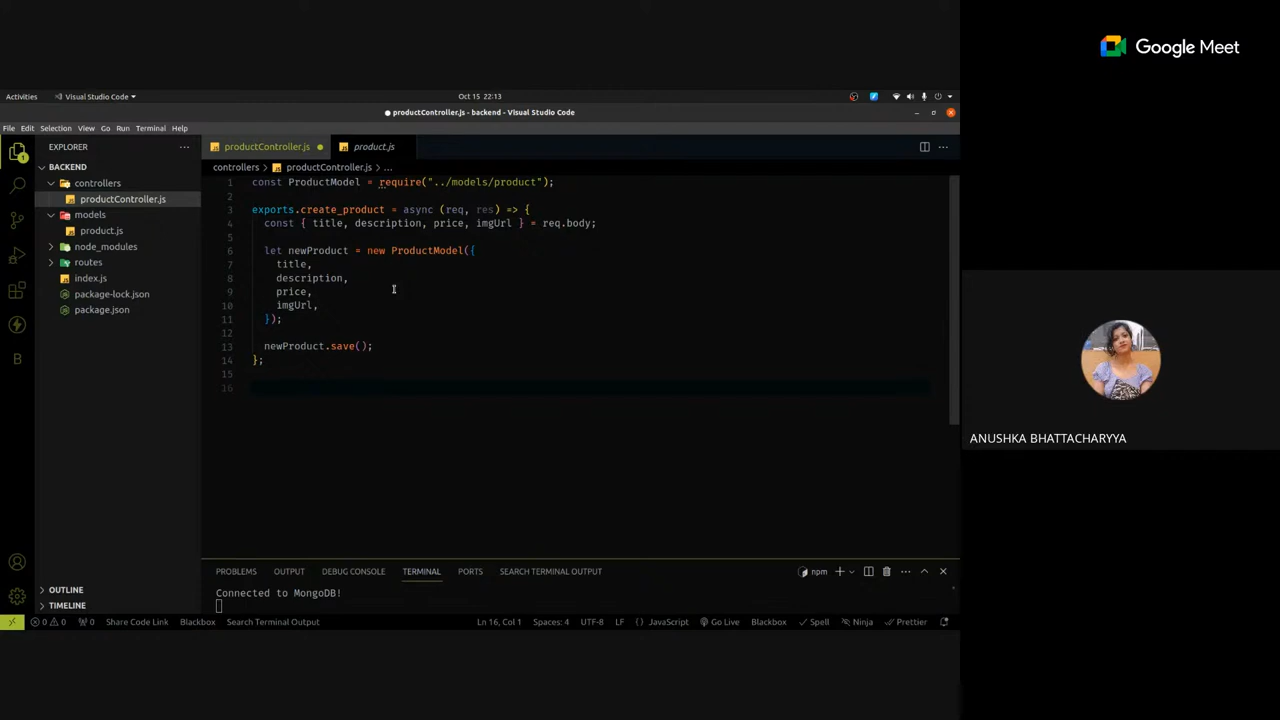 Google Meet
Activities
Visual Studio Code
Oct 15 22:13
productController.js - backend - Visual Studio Code
File Edit Selection View Go Run Terminal Help
EXPLORER
productController.js
product.js
BACKEND
controllers > productController.js > ...
controllers
productController.js
models
product.js
node_modules
routes
index.js
package-lock.json
package.json
1 const ProductModel = require("../models/product");
2
3 exports.create_product = async (req, res) => {
4 const { title, description, price, imgUrl } = req.body;
5
6 let newProduct = new ProductModel({
7 title,
8 description,
9 price,
10 imgUrl,
11 });
12
13 newProduct.save();
14 };
15
16
ANUSHKA BHATTACHARYYA
OUTLINE
TIMELINE
PROBLEMS OUTPUT DEBUG CONSOLE TERMINAL PORTS SEARCH TERMINAL OUTPUT
npm
Connected to MongoDB!
0 0 0 Share Code Link Blackbox Search Terminal Output
Ln 16, Col 1 Spaces: 4 UTF-8 LF { } JavaScript Go Live Blackbox Spell Ninja Prettier
1
B